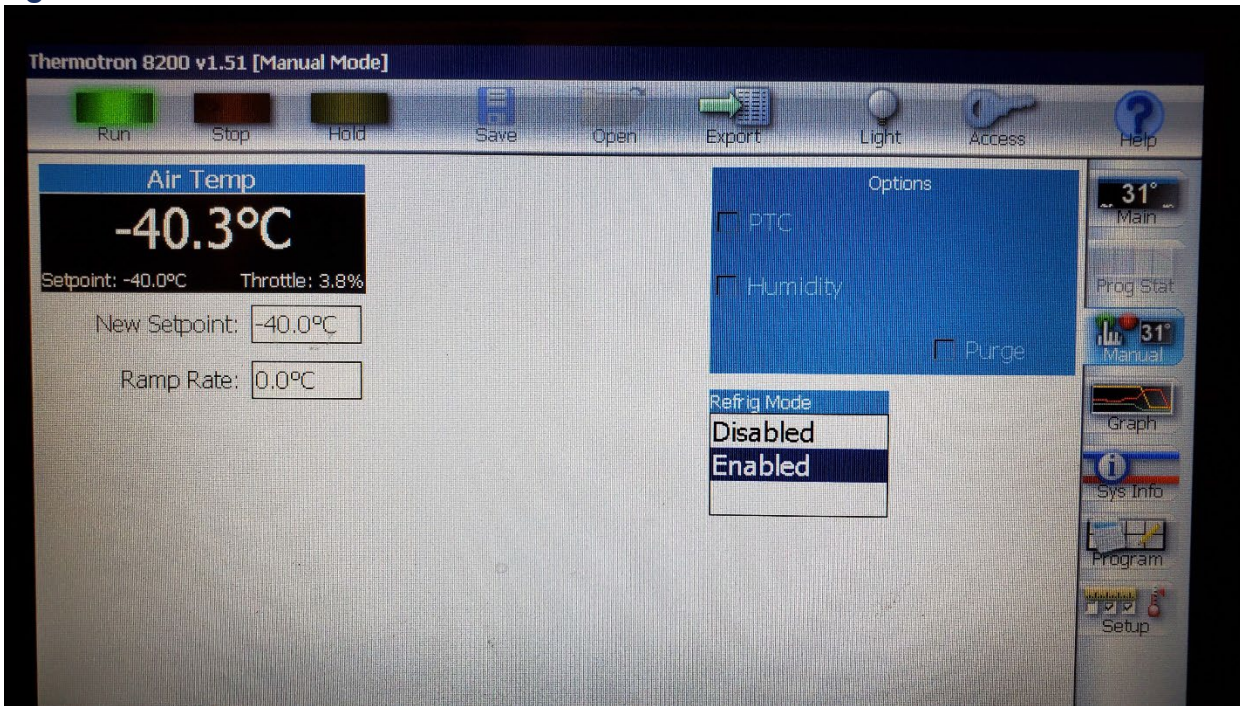 Thermotron 8200 v1.51 [Manual Mode]
Run Stop Hold Save Open Export Light Access Help
Air Temp
-40.3°C
Setpoint: -40.0°C Throttle: 3.8%
New Setpoint: -40.0°C
Ramp Rate: 0.0°C
Options
PTC
Humidity
Purge
Refrig Mode
Disabled
Enabled
31°
Main
Prog Stat
31°
Manual
Graph
Sys Info
Program
Setup